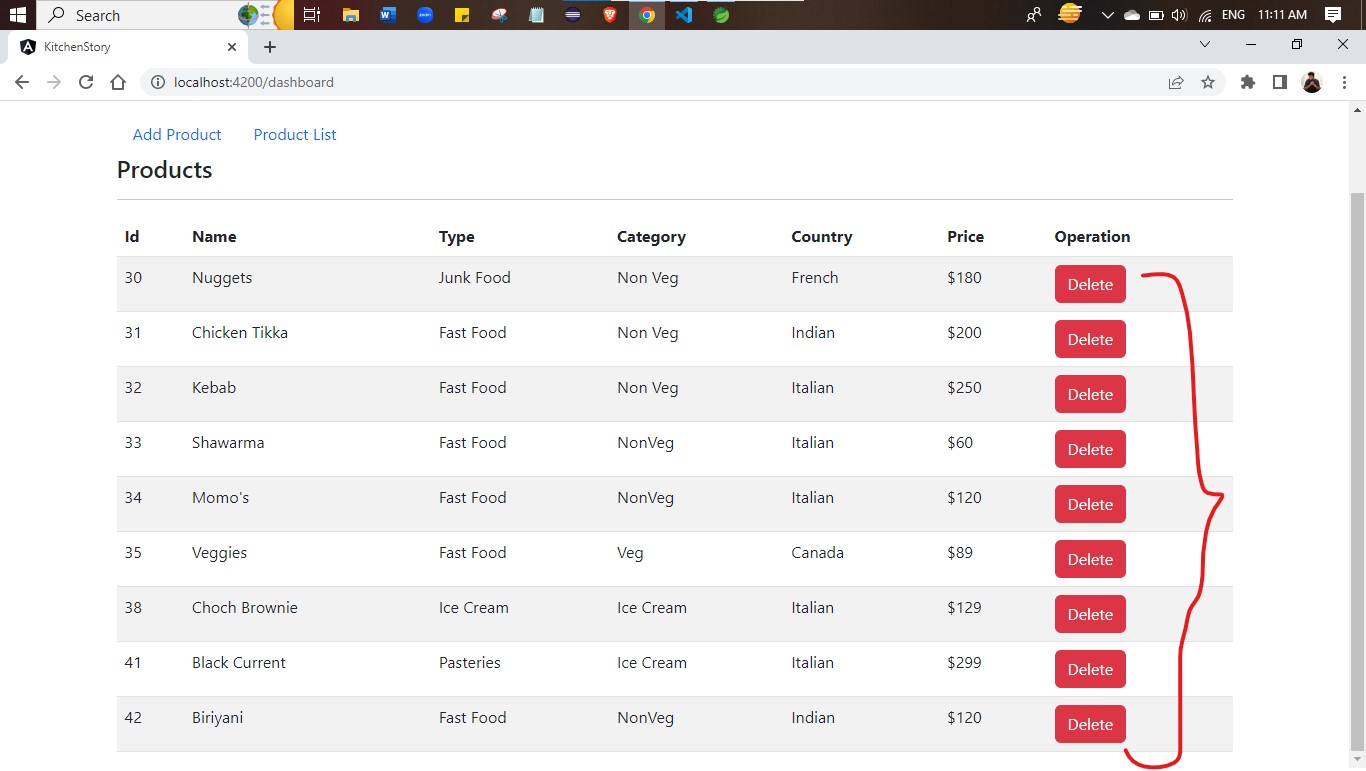 Search
ENG 11:11 AM
KitchenStory
localhost:4200/dashboard
Add Product Product List
Products
Id Name Type Category Country Price Operation
30 Nuggets Junk Food Non Veg French $180 Delete
31 Chicken Tikka Fast Food Non Veg Indian $200 Delete
32 Kebab Fast Food Non Veg Italian $250 Delete
33 Shawarma Fast Food NonVeg Italian $60 Delete
34 Momo's Fast Food NonVeg Italian $120 Delete
35 Veggies Fast Food Veg Canada $89 Delete
38 Choch Brownie Ice Cream Ice Cream Italian $129 Delete
41 Black Current Pasteries Ice Cream Italian $299 Delete
42 Biriyani Fast Food NonVeg Indian $120 Delete